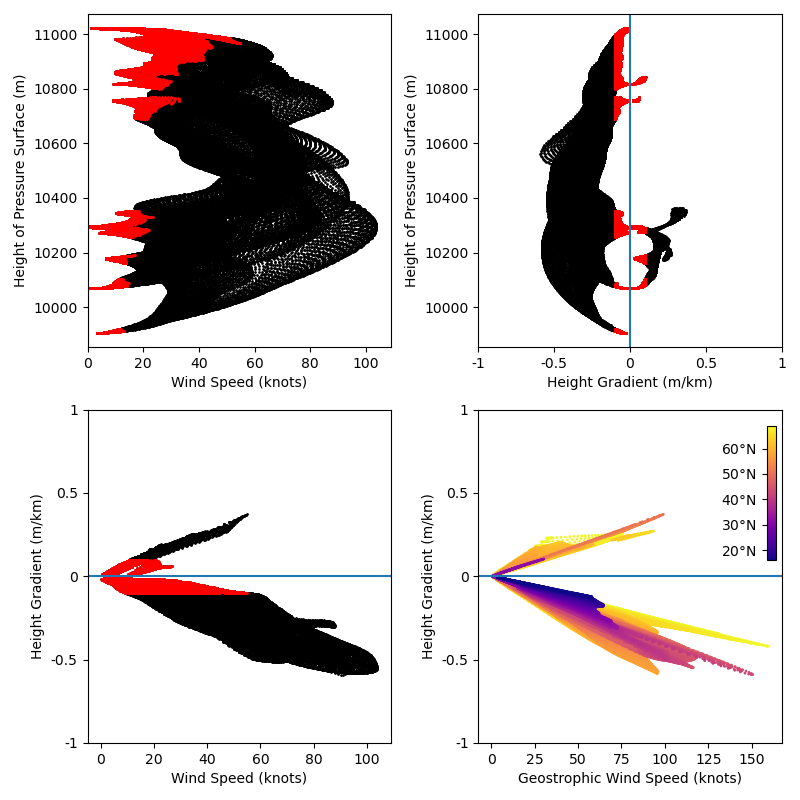 11000
10800
10600
10400
10200
10000
Height of Pressure Surface (m)
0 20 40 60 80 100
Wind Speed (knots)
11000
10800
10600
10400
10200
10000
Height of Pressure Surface (m)
-1 -0.5 0 0.5 1
Height Gradient (m/km)
1
0.5
0
-0.5
-1
Height Gradient (m/km)
0 20 40 60 80 100
Wind Speed (knots)
1
0.5
0
-0.5
-1
Height Gradient (m/km)
60°N
50°N
40°N
30°N
20°N
0 25 50 75 100 125 150
Geostrophic Wind Speed (knots)